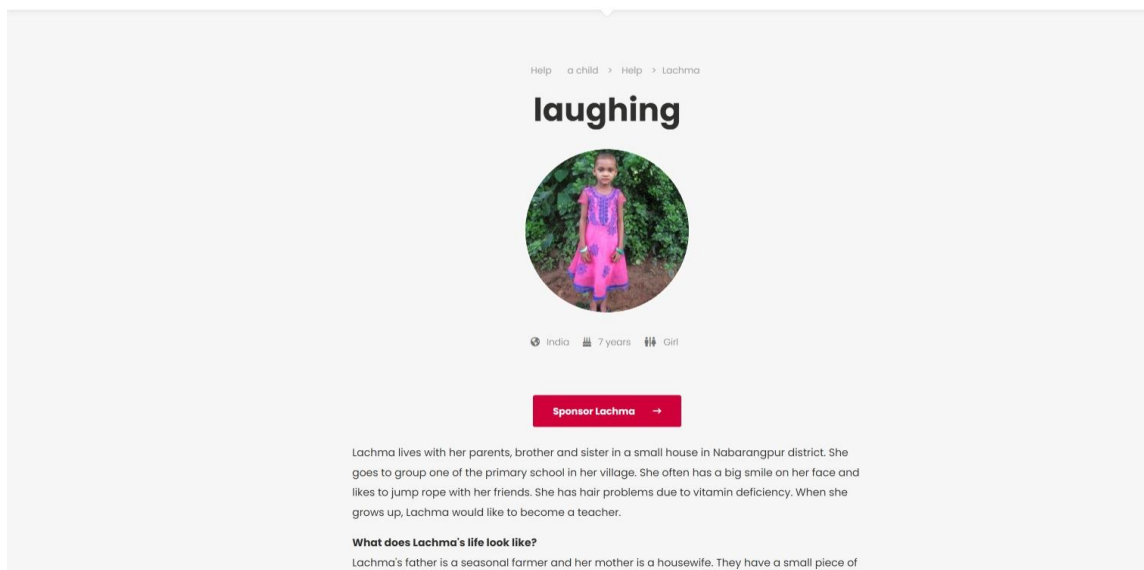 Help a child > Help > Lachma
laughing
India 7 years Girl
Sponsor Lachma →
Lachma lives with her parents, brother and sister in a small house in Nabarangpur district. She
goes to group one of the primary school in her village. She often has a big smile on her face and
likes to jump rope with her friends. She has hair problems due to vitamin deficiency. When she
grows up, Lachma would like to become a teacher.
What does Lachma's life look like?
Lachma's father is a seasonal farmer and her mother is a housewife. They have a small piece of